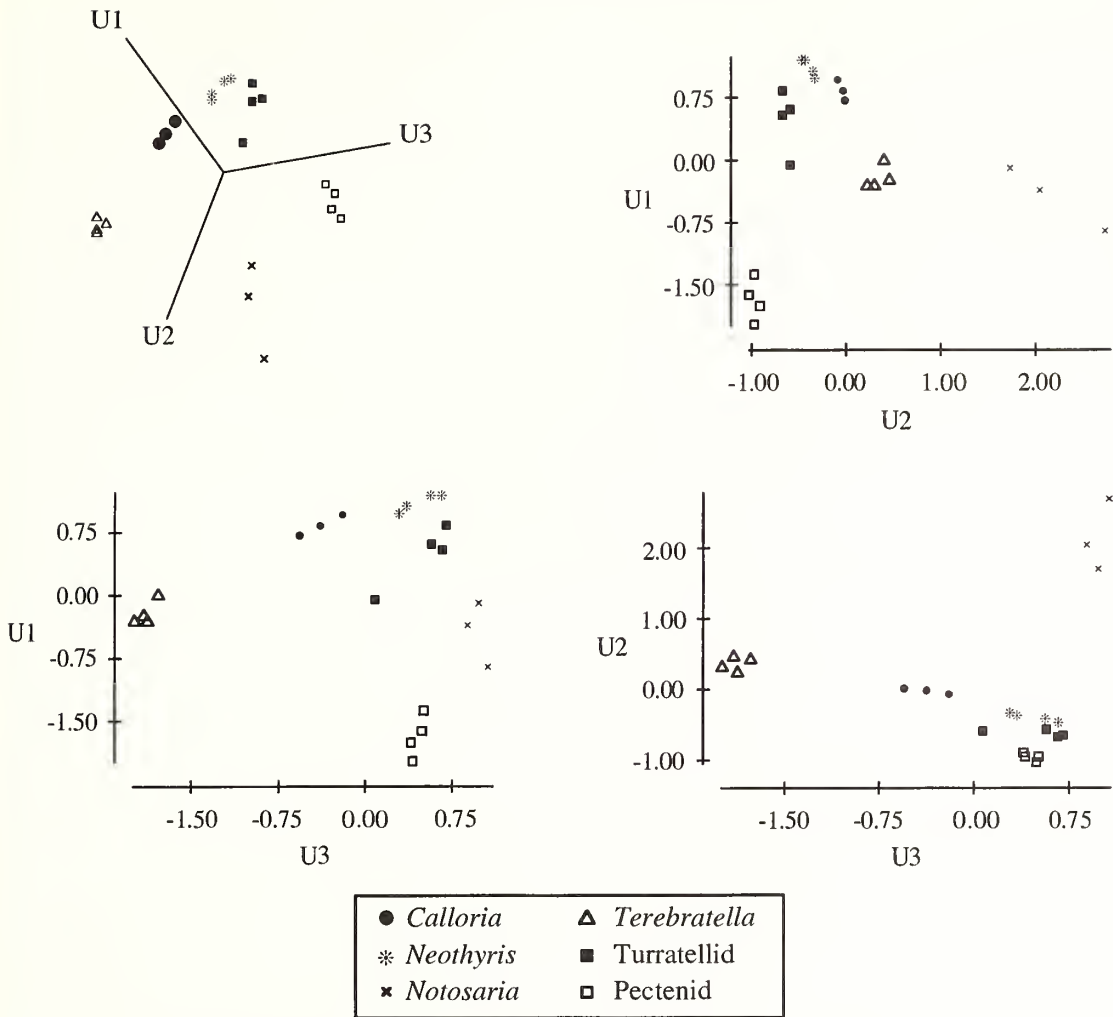 U1
U3
U2
0.75
0.00
U1
-0.75
-1.50
-1.00 0.00 1.00 2.00
U2
0.75
0.00
U1
-0.75
-1.50
-1.50 -0.75 0.00 0.75
U3
2.00
1.00
U2
0.00
-1.00
-1.50 -0.75 0.00 0.75
U3
Calloria Terebratella
Neothyris Turratellid
Notosaria Pectenid